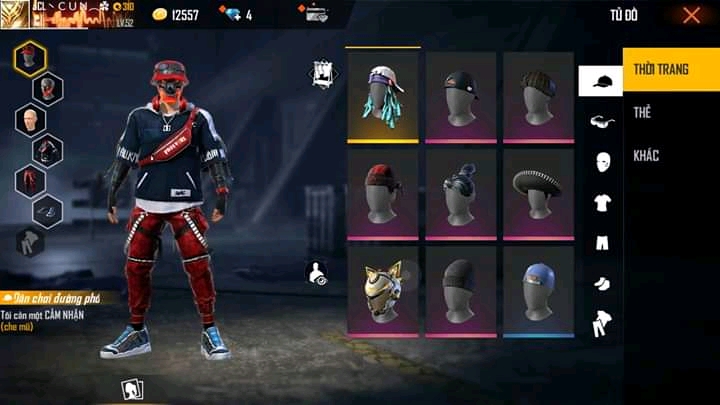 CUN
310
LV.52
12557
4
TỦ ĐỒ
THỜI TRANG
THẺ
KHÁC
Dân chơi đường phố
Tôi cần một CẢM NHẬN
(che mũ)